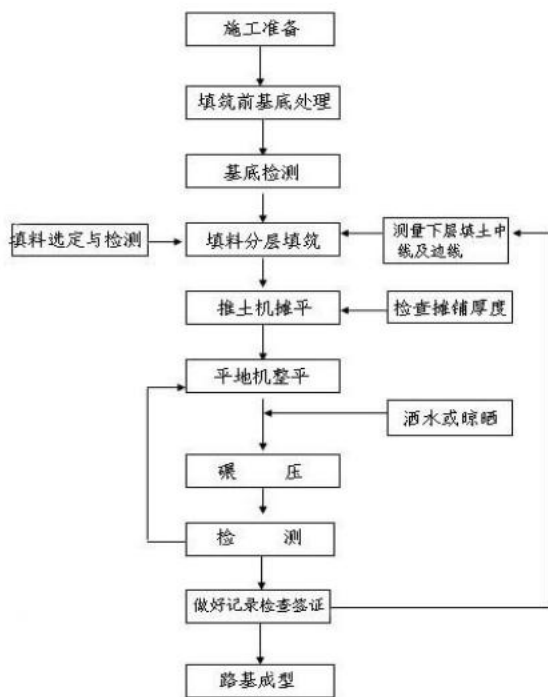 施工准备
填筑前基底处理
基底检测
填料选定与检测
填料分层填筑
测量下层填土中
线及边线
推土机摊平
检查摊铺厚度
平地机整平
洒水或晾晒
碾 压
检 测
做好记录检查签证
路基成型